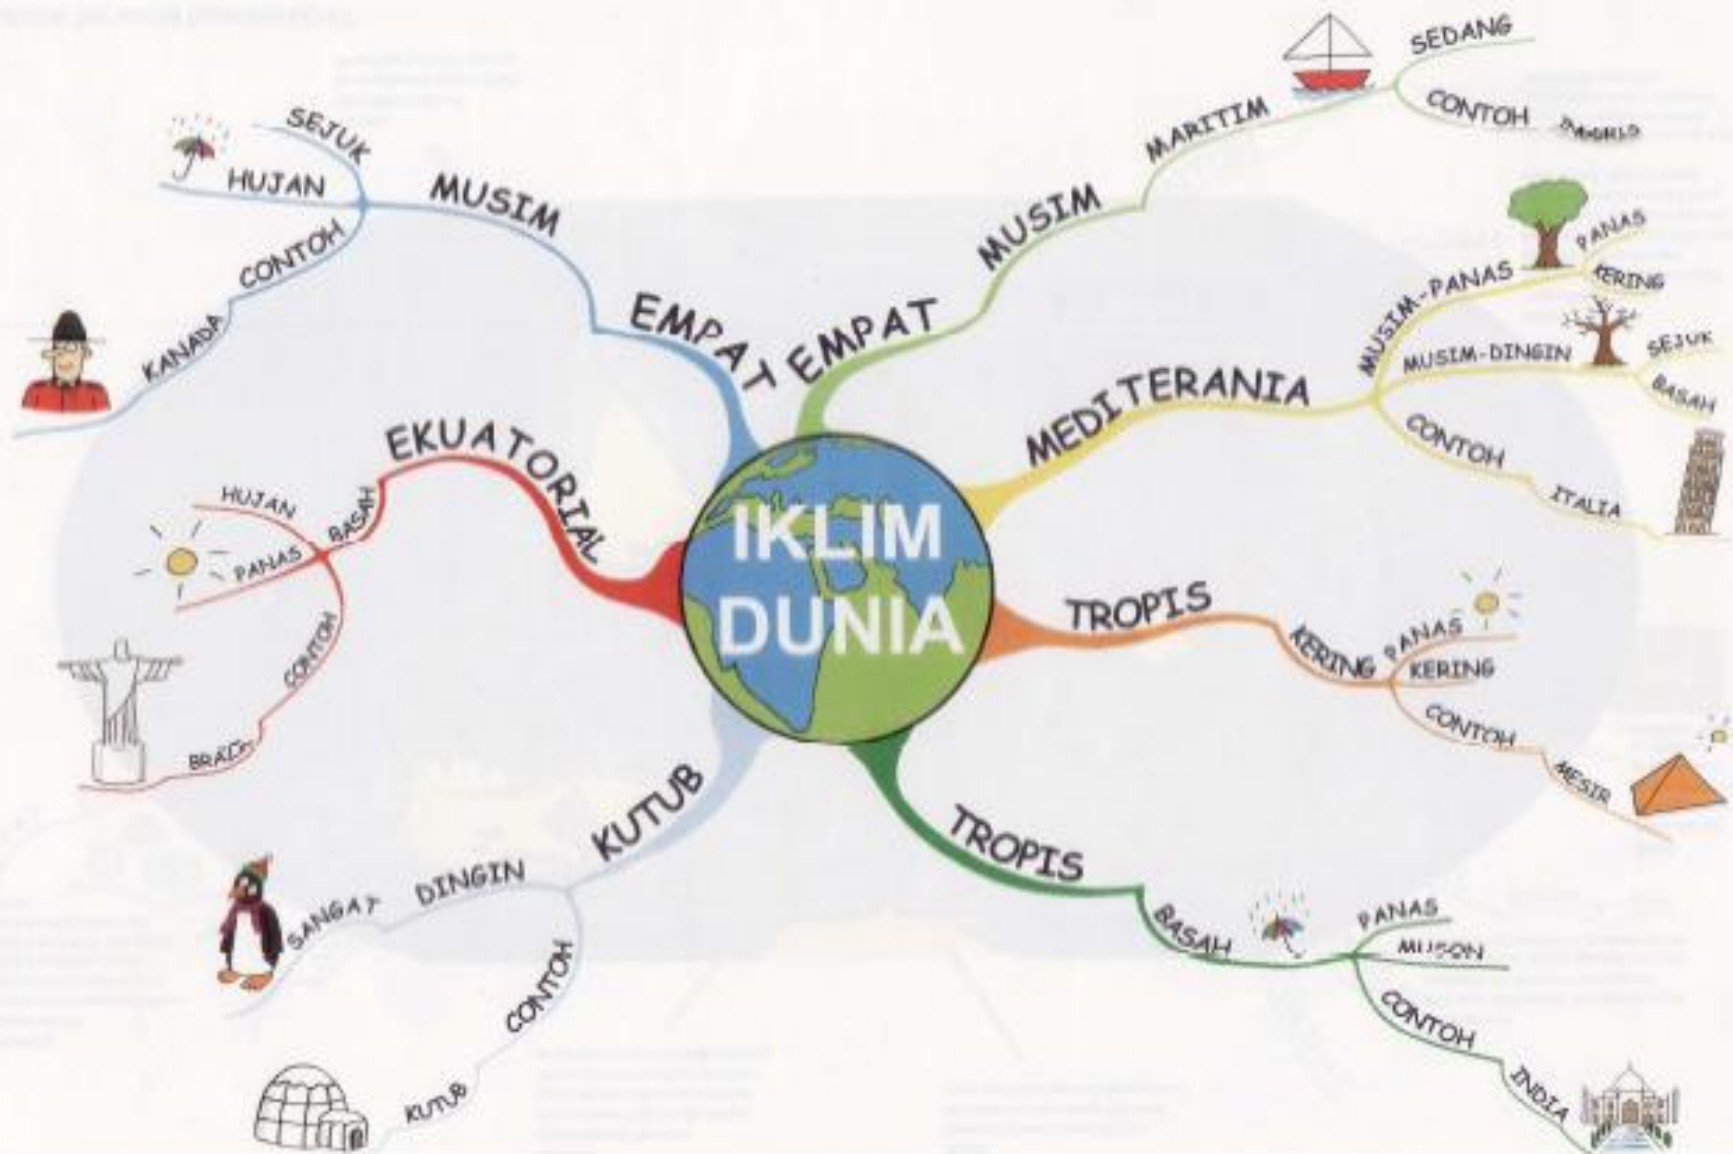 IKLIM
DUNIA
EMPAT
MUSIM
MARITIM
SEDANG
CONTOH
MEDITERANIA
MUSIM-PANAS
PANAS
KERING
MUSIM-DINGIN
SEJUK
BASAH
CONTOH
ITALIA
TROPIS
KERING
PANAS
KERING
CONTOH
MESIR
TROPIS
BASAH
PANAS
MUSON
CONTOH
INDIA
KUTUB
DINGIN
SANGAT
CONTOH
KUTUB
EKUATORIAL
BASAH
HUJAN
PANAS
CONTOH
EMPAT
MUSIM
SEJUK
HUJAN
CONTOH
KANADA